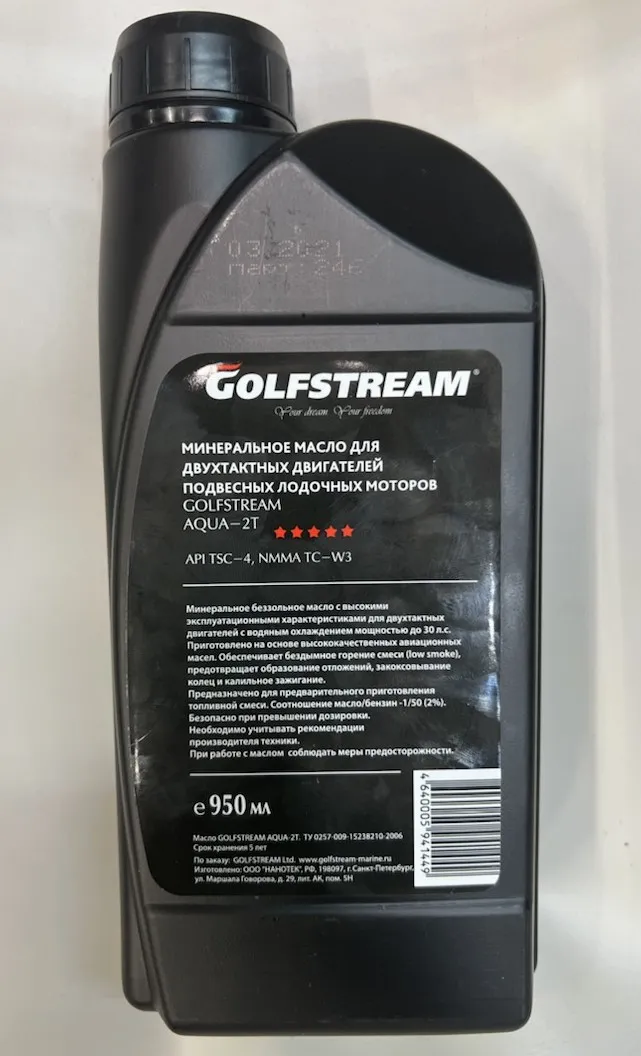 03.2021
парт. 246
GOLFSTREAM®
Your dream Your freedom
МИНЕРАЛЬНОЕ МАСЛО ДЛЯ
ДВУХТАКТНЫХ ДВИГАТЕЛЕЙ
ПОДВЕСНЫХ ЛОДОЧНЫХ МОТОРОВ
GOLFSTREAM
AQUA-2T
API TSC-4, NMMA TC-W3
Минеральное беззольное масло с высокими
эксплуатационными характеристиками для двухтактных
двигателей с водяным охлаждением мощностью до 30 л.с.
Приготовлено на основе высококачественных авиационных
масел. Обеспечивает бездымное горение смеси (low smoke),
предотвращает образование отложений, закоксовывание
колец и калильное зажигание.
Предназначено для предварительного приготовления
топливной смеси. Соотношение масло/бензин -1/50 (2%).
Безопасно при превышении дозировки.
Необходимо учитывать рекомендации
производителя техники.
При работе с маслом соблюдать меры предосторожности.
е 950 мл
Масло GOLFSTREAM AQUA-2T. ТУ 0257-009-15238210-2006
Срок хранения 5 лет
По заказу: GOLFSTREAM Ltd. www.golfstream-marine.ru
Изготовлено: ООО "НАНОТЕК", РФ, 198097, г.Санкт-Петербург,
ул. Маршала Говорова, д. 29, лит. АК, пом. 5Н
4 640005 941449